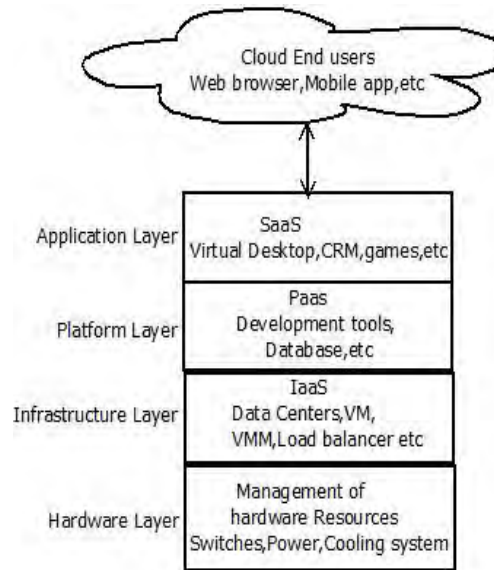 Cloud End users
Web browser,Mobile app,etc
Application Layer
SaaS
Virtual Desktop,CRM,games,etc
Platform Layer
Paas
Development tools,
Database,etc
Infrastructure Layer
IaaS
Data Centers,VM,
VMM,Load balancer etc
Hardware Layer
Management of
hardware Resources
Switches,Power,Cooling system